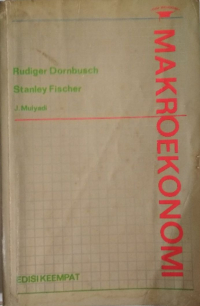 Rudiger Dornbusch
Stanley Fischer
J. Mulyadi
MAKROEKONOMI
EDISI KEEMPAT